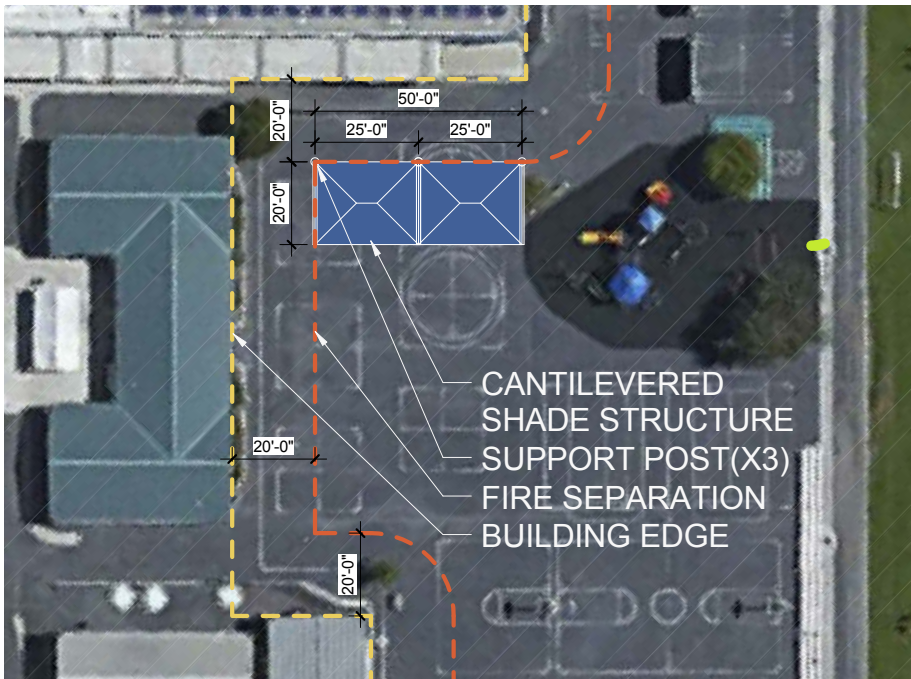 50'-0"
25'-0" 25'-0"
20'-0"
20'-0"
CANTILEVERED
SHADE STRUCTURE
SUPPORT POST(X3)
FIRE SEPARATION
BUILDING EDGE
20'-0"
20'-0"